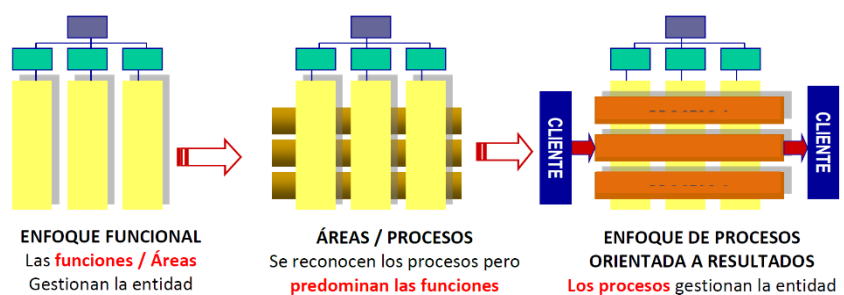 CLIENTE
CLIENTE
ENFOQUE FUNCIONAL
Las funciones / Áreas
Gestionan la entidad
ÁREAS / PROCESOS
Se reconocen los procesos pero
predominan las funciones
ENFOQUE DE PROCESOS
ORIENTADA A RESULTADOS
Los procesos gestionan la entidad